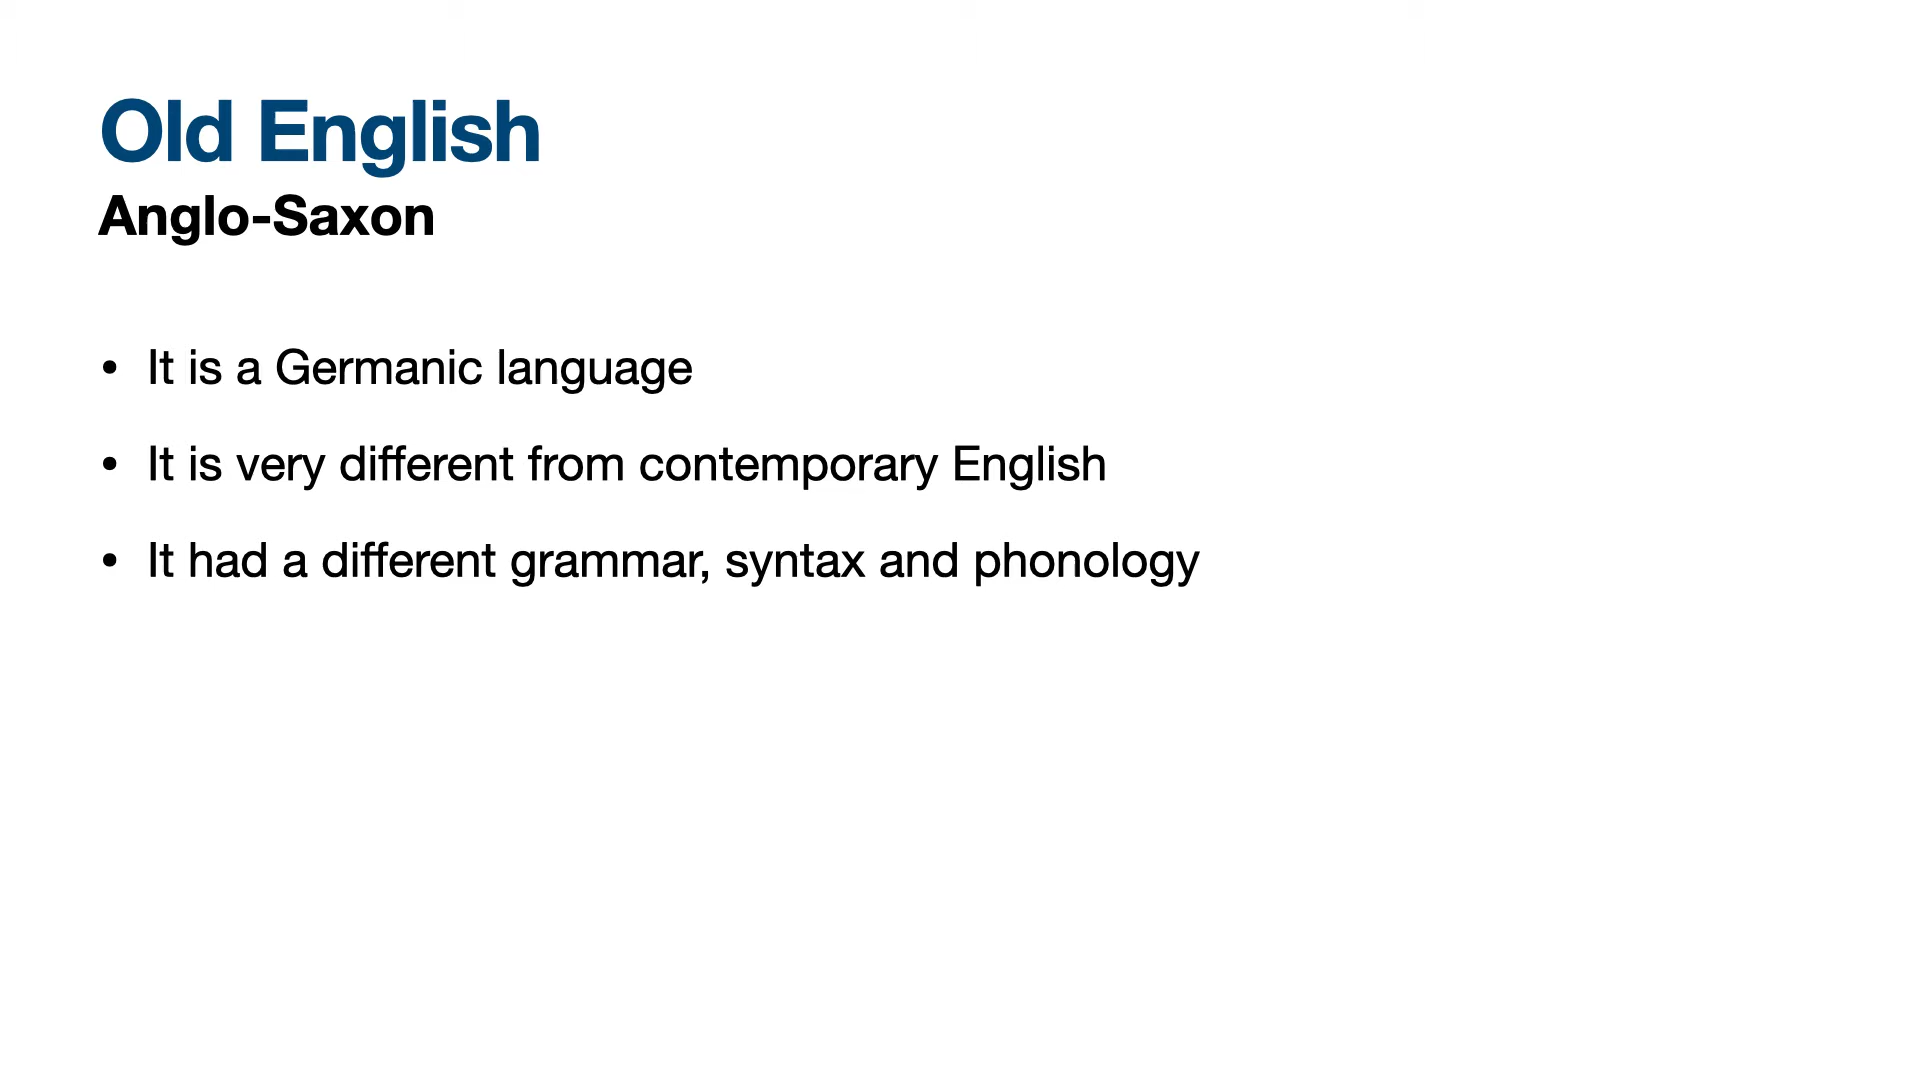 Old English
Anglo-Saxon
• It is a Germanic language
• It is very different from contemporary English
• It had a different grammar, syntax and phonology